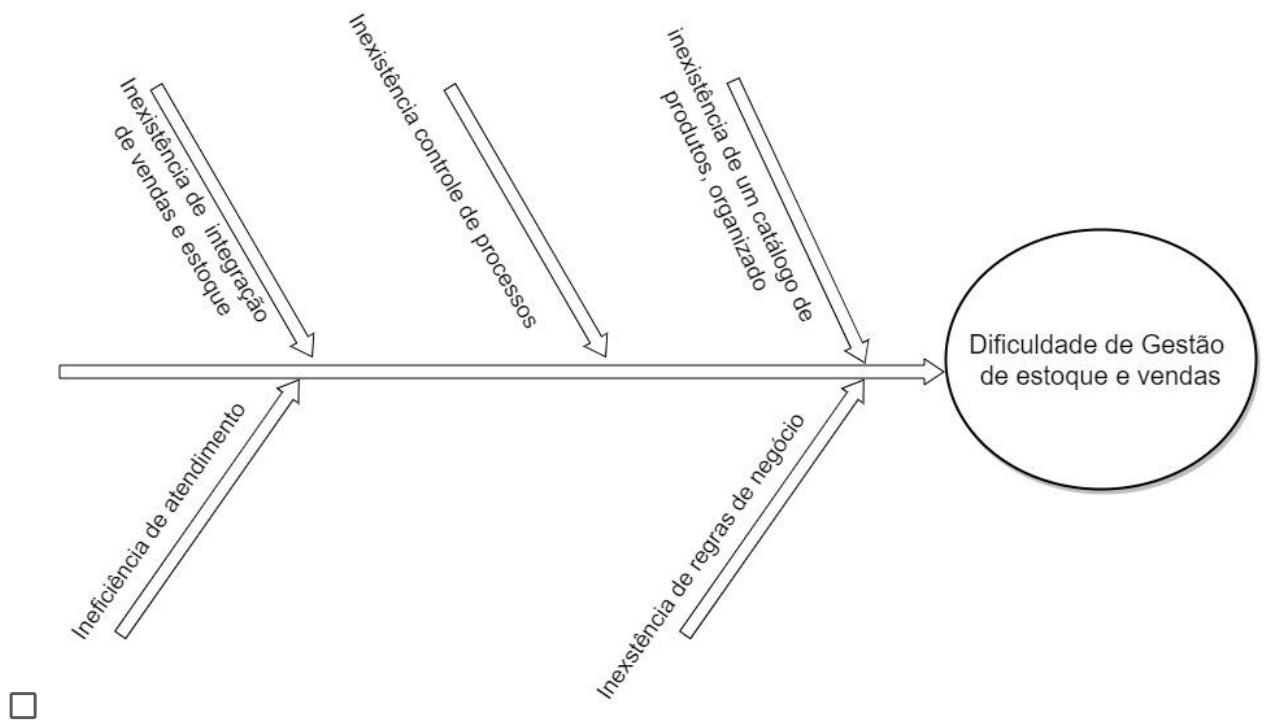 Inexistência de integração
de vendas e estoque
Inexistência controle de processos
inexistência de um catálogo de
produtos, organizado
Dificuldade de Gestão
de estoque e vendas
Ineficiência de atendimento
Inexstência de regras de negócio